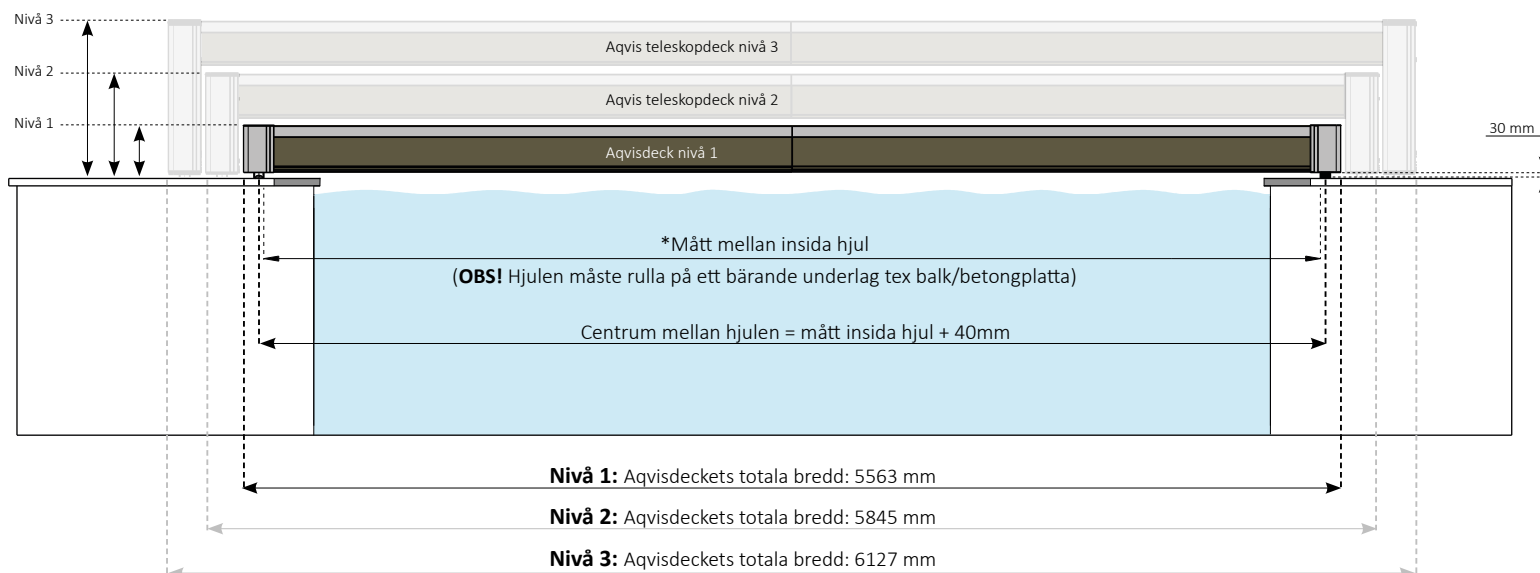 Nivå 3
Aqvis teleskopdeck nivå 3
Nivå 2
Aqvis teleskopdeck nivå 2
Nivå 1
30 mm
Aqvisdeck nivå 1
*Mått mellan insida hjul
(OBS! Hjulen måste rulla på ett bärande underlag tex balk/betongplatta)
Centrum mellan hjulen = mått insida hjul + 40mm
Nivå 1: Aqvisdeckets totala bredd: 5563 mm
Nivå 2: Aqvisdeckets totala bredd: 5845 mm
Nivå 3: Aqvisdeckets totala bredd: 6127 mm